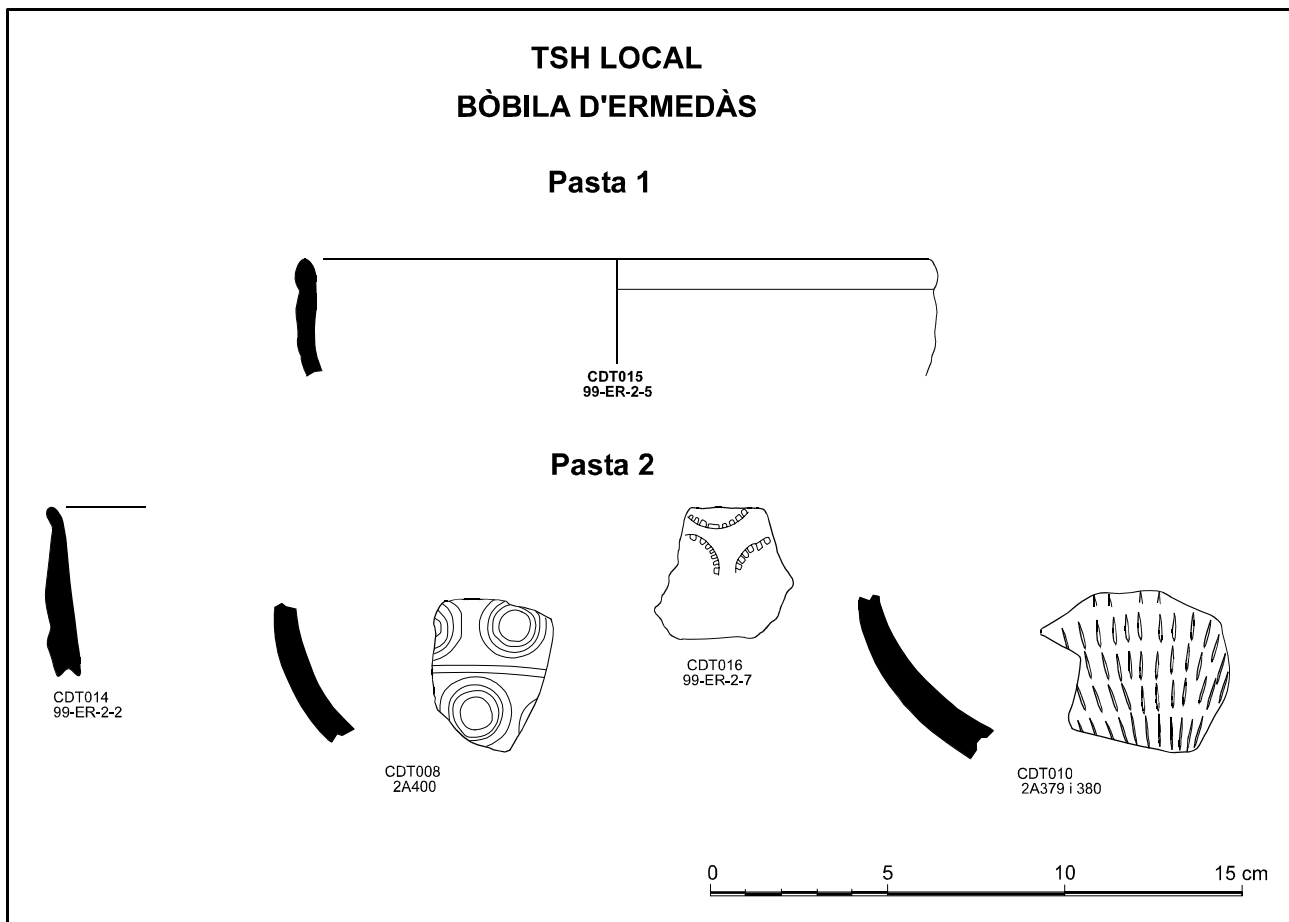 TSH LOCAL
BÒBILA D'ERMEDÀS
Pasta 1
CDT015
99-ER-2-5
Pasta 2
CDT014
99-ER-2-2
CDT008
2A400
CDT016
99-ER-2-7
CDT010
2A379 i 380
0 5 10 15 cm